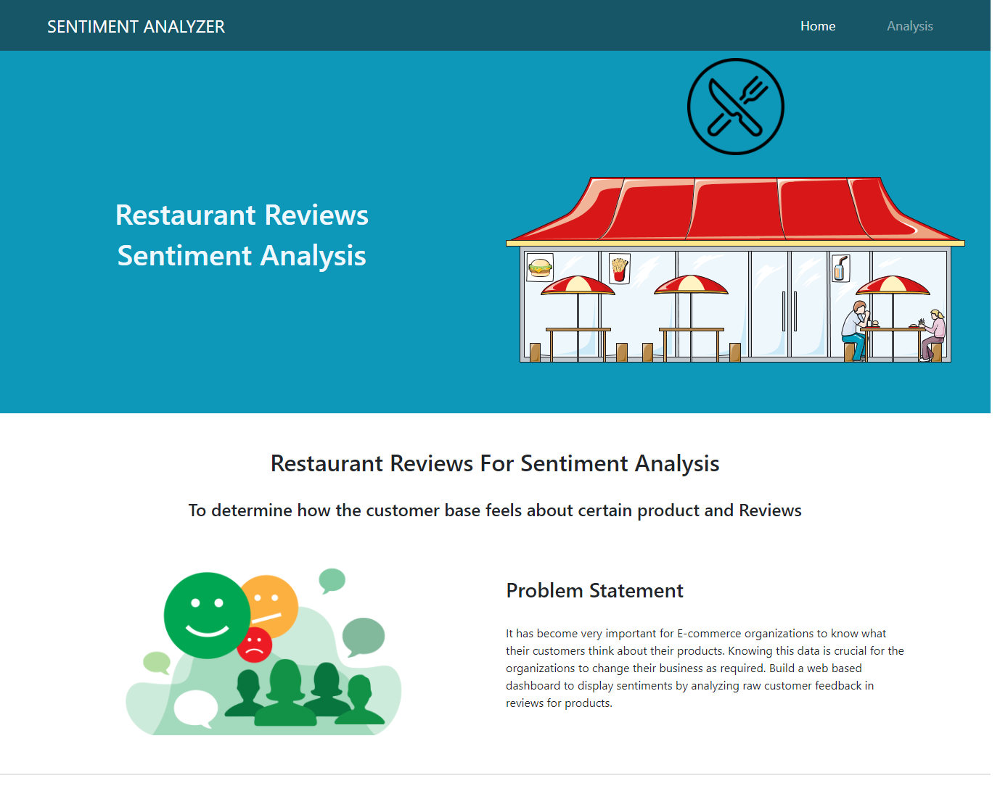 SENTIMENT ANALYZER
Home
Analysis
Restaurant Reviews
Sentiment Analysis
Restaurant Reviews For Sentiment Analysis
To determine how the customer base feels about certain product and Reviews
Problem Statement
It has become very important for E-commerce organizations to know what
their customers think about their products. Knowing this data is crucial for the
organizations to change their business as required. Build a web based
dashboard to display sentiments by analyzing raw customer feedback in
reviews for products.